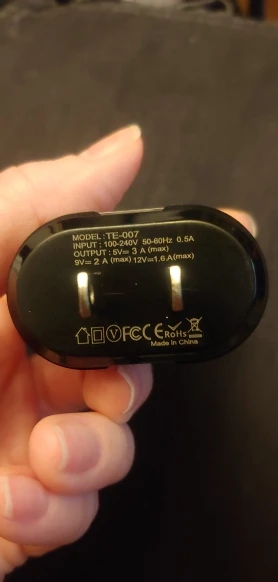 MODEL:TE-007
INPUT : 100-240V 50-60Hz 0.5A
OUTPUT : 5V= 3 A (max)
9V= 2 A (max) 12V=1.6A(max)
V FC CE RoHS
Made In China